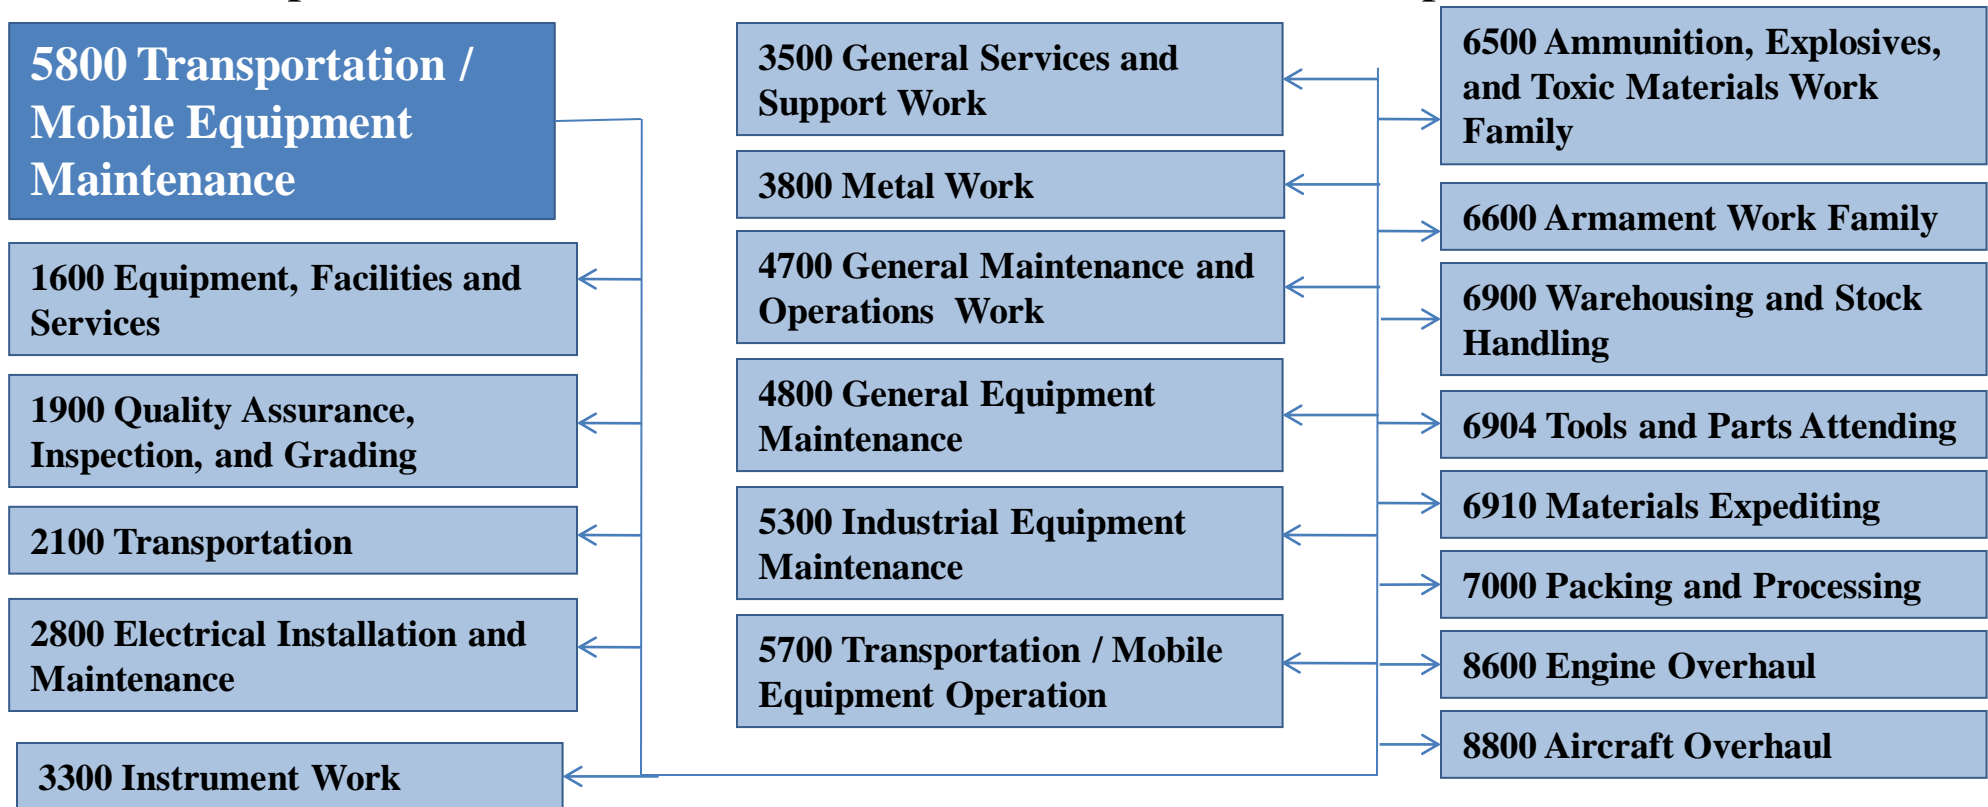 5800 Transportation /
Mobile Equipment
Maintenance
1600 Equipment, Facilities and
Services
1900 Quality Assurance,
Inspection, and Grading
2100 Transportation
2800 Electrical Installation and
Maintenance
3300 Instrument Work
3500 General Services and
Support Work
3800 Metal Work
4700 General Maintenance and
Operations Work
4800 General Equipment
Maintenance
5300 Industrial Equipment
Maintenance
5700 Transportation / Mobile
Equipment Operation
6500 Ammunition, Explosives,
and Toxic Materials Work
Family
6600 Armament Work Family
6900 Warehousing and Stock
Handling
6904 Tools and Parts Attending
6910 Materials Expediting
7000 Packing and Processing
8600 Engine Overhaul
8800 Aircraft Overhaul